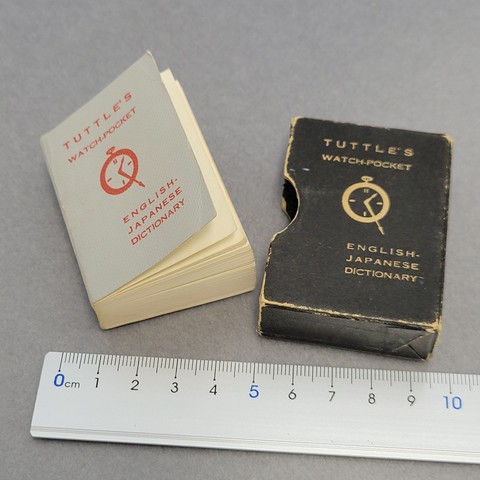 TUTTLE'S
WATCH-POCKET
ENGLISH-
JAPANESE
DICTIONARY
TUTTLE'S
WATCH-POCKET
12
ENGLISH-
JAPANESE
DICTIONARY
0cm 1 2 3 4 5 6 7 8 9 10